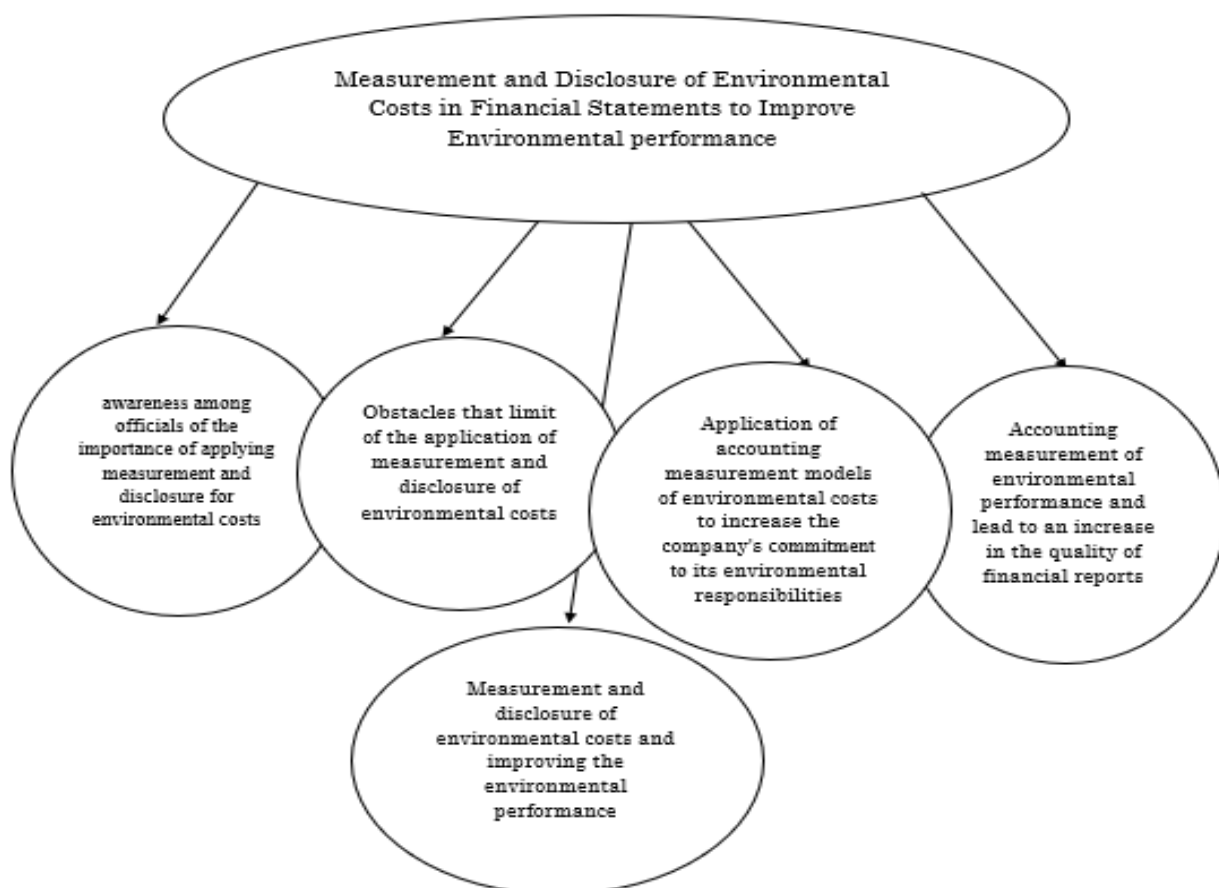 Measurement and Disclosure of Environmental
Costs in Financial Statements to Improve
Environmental performance
awareness among
officials of the
importance of applying
measurement and
disclosure for
environmental costs
Obstacles that limit
of the application of
measurement and
disclosure of
environmental costs
Application of
accounting
measurement models
of environmental costs
to increase the
company's commitment
to its environmental
responsibilities
Accounting
measurement of
environmental
performance and
lead to an increase
in the quality of
financial reports
Measurement and
disclosure of
environmental costs and
improving the
environmental
performance